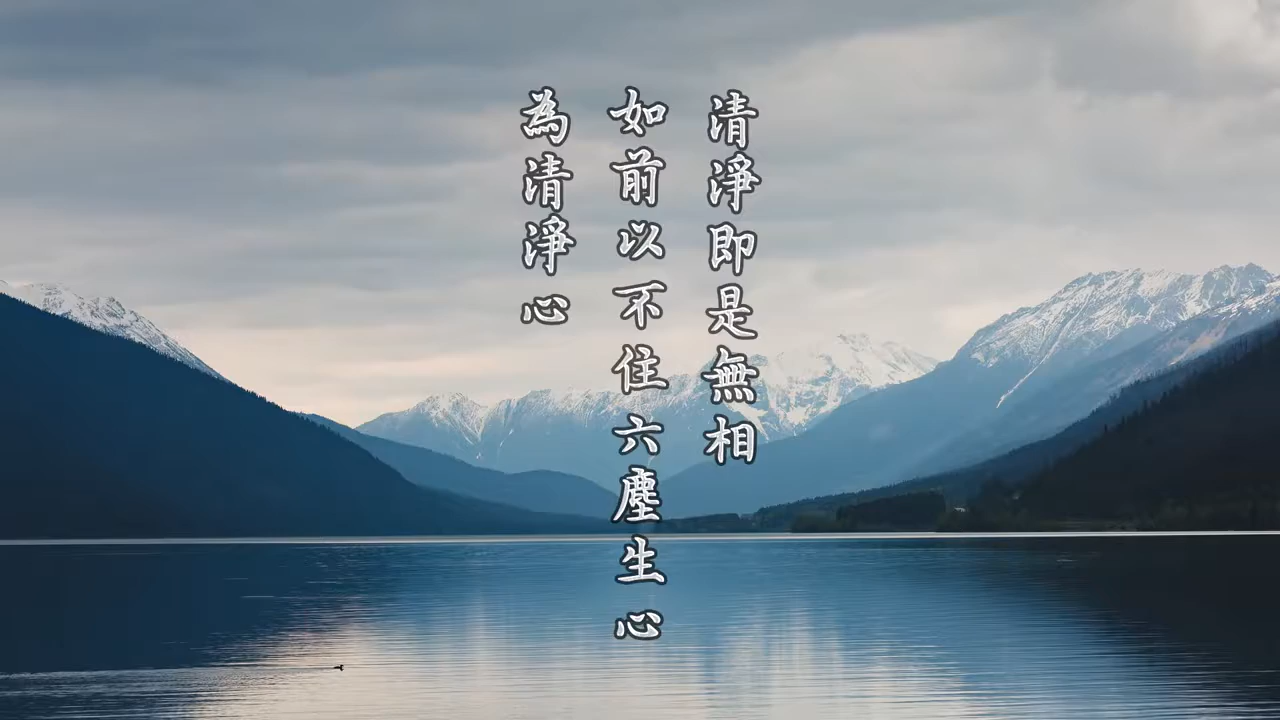 清淨即是無相
如前以不住六塵生心
為清淨心